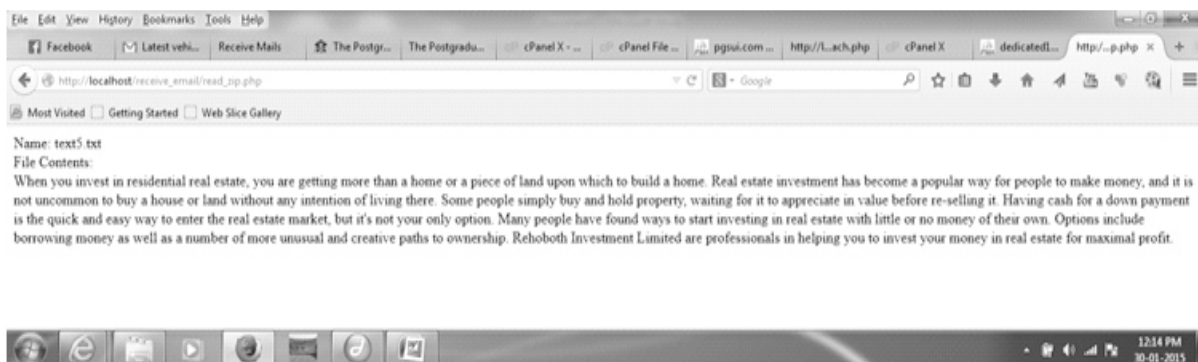 File Edit View History Bookmarks Tools Help
Facebook Latest vehi... Receive Mails The Postgr... The Postgradu... cPanel X - ... cPanel File ... pgsui.com ... http://l...ach.php cPanel X dedicated1... http:/...p.php × +
http://localhost/receive_email/read_zip.php Google
Most Visited Getting Started Web Slice Gallery
Name: text5.txt
File Contents:
When you invest in residential real estate, you are getting more than a home or a piece of land upon which to build a home. Real estate investment has become a popular way for people to make money, and it is
not uncommon to buy a house or land without any intention of living there. Some people simply buy and hold property, waiting for it to appreciate in value before re-selling it. Having cash for a down payment
is the quick and easy way to enter the real estate market, but it's not your only option. Many people have found ways to start investing in real estate with little or no money of their own. Options include
borrowing money as well as a number of more unusual and creative paths to ownership. Rehoboth Investment Limited are professionals in helping you to invest your money in real estate for maximal profit.
12:14 PM
30-01-2015